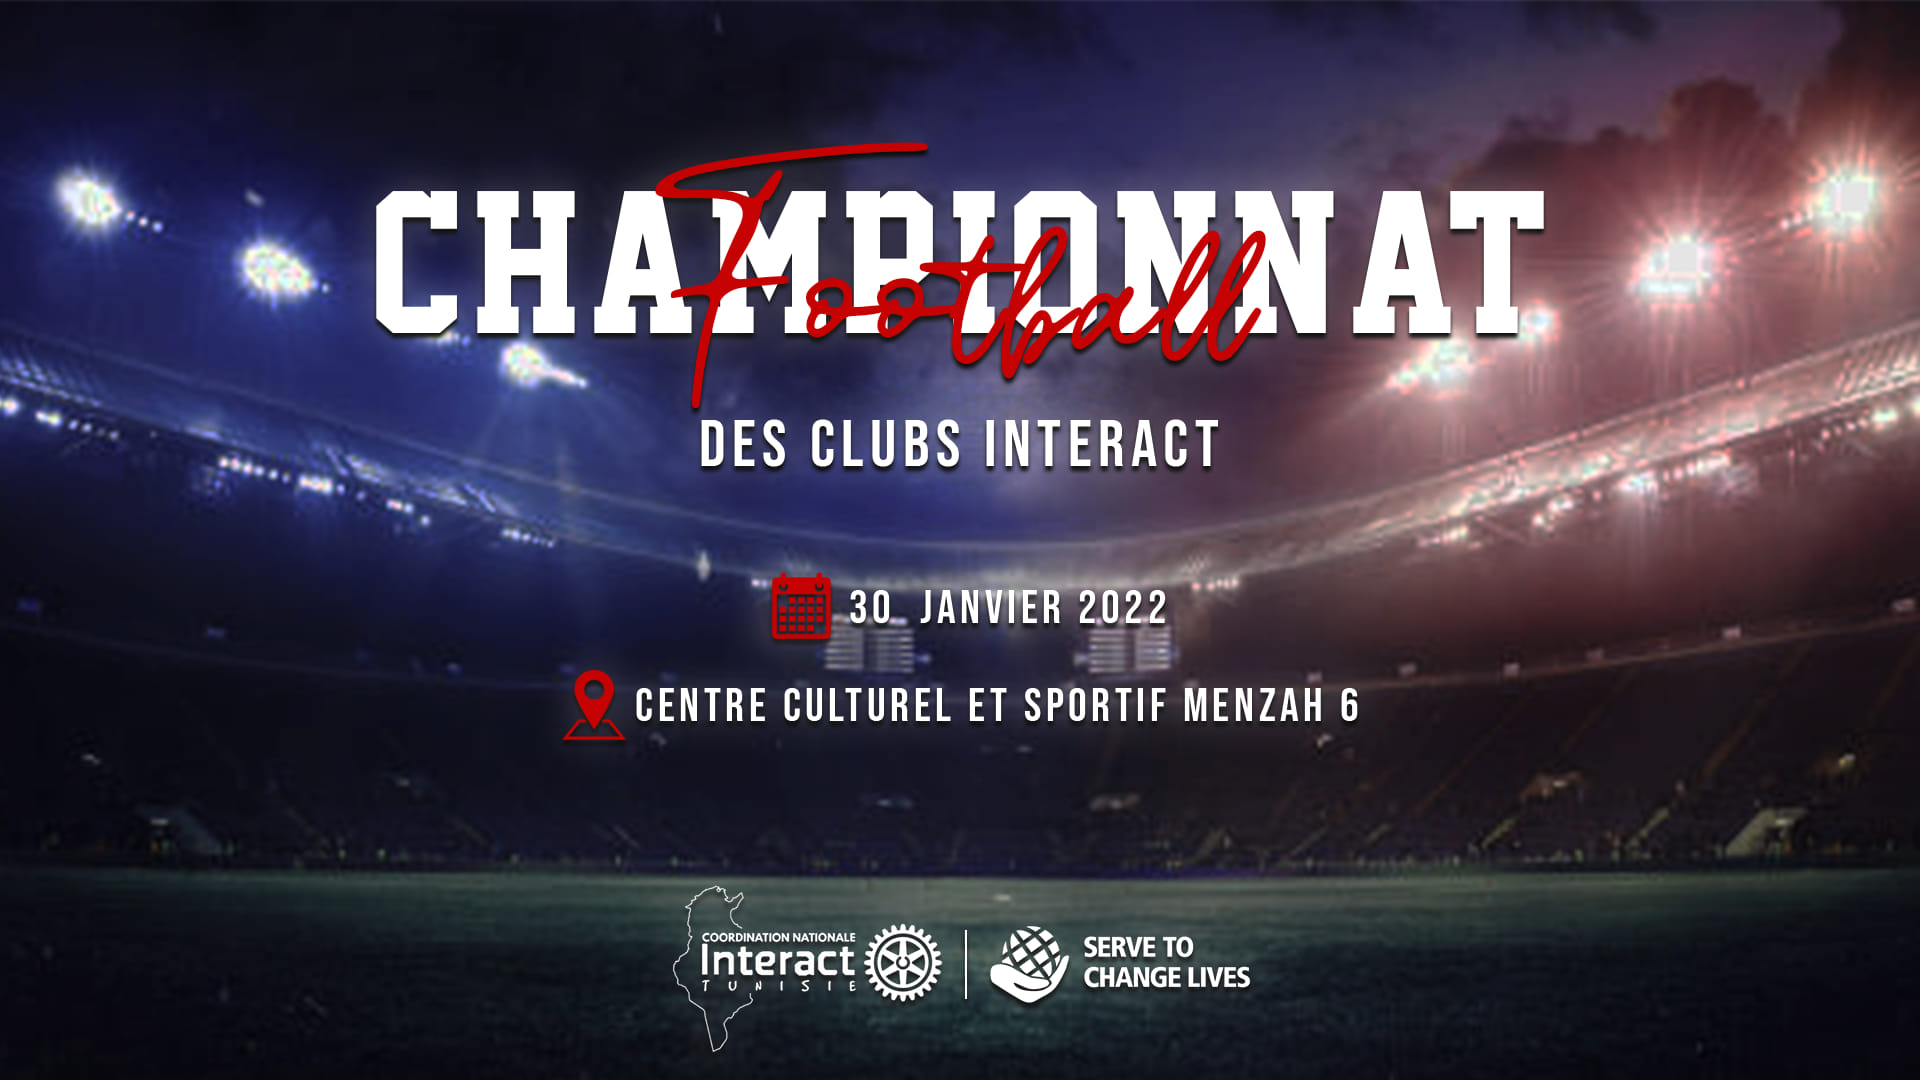 CHAMPIONNAT
Football
DES CLUBS INTERACT
30 JANVIER 2022
CENTRE CULTUREL ET SPORTIF MENZAH 6
COORDINATION NATIONALE
Interact
TUNISIE
SERVE TO
CHANGE LIVES